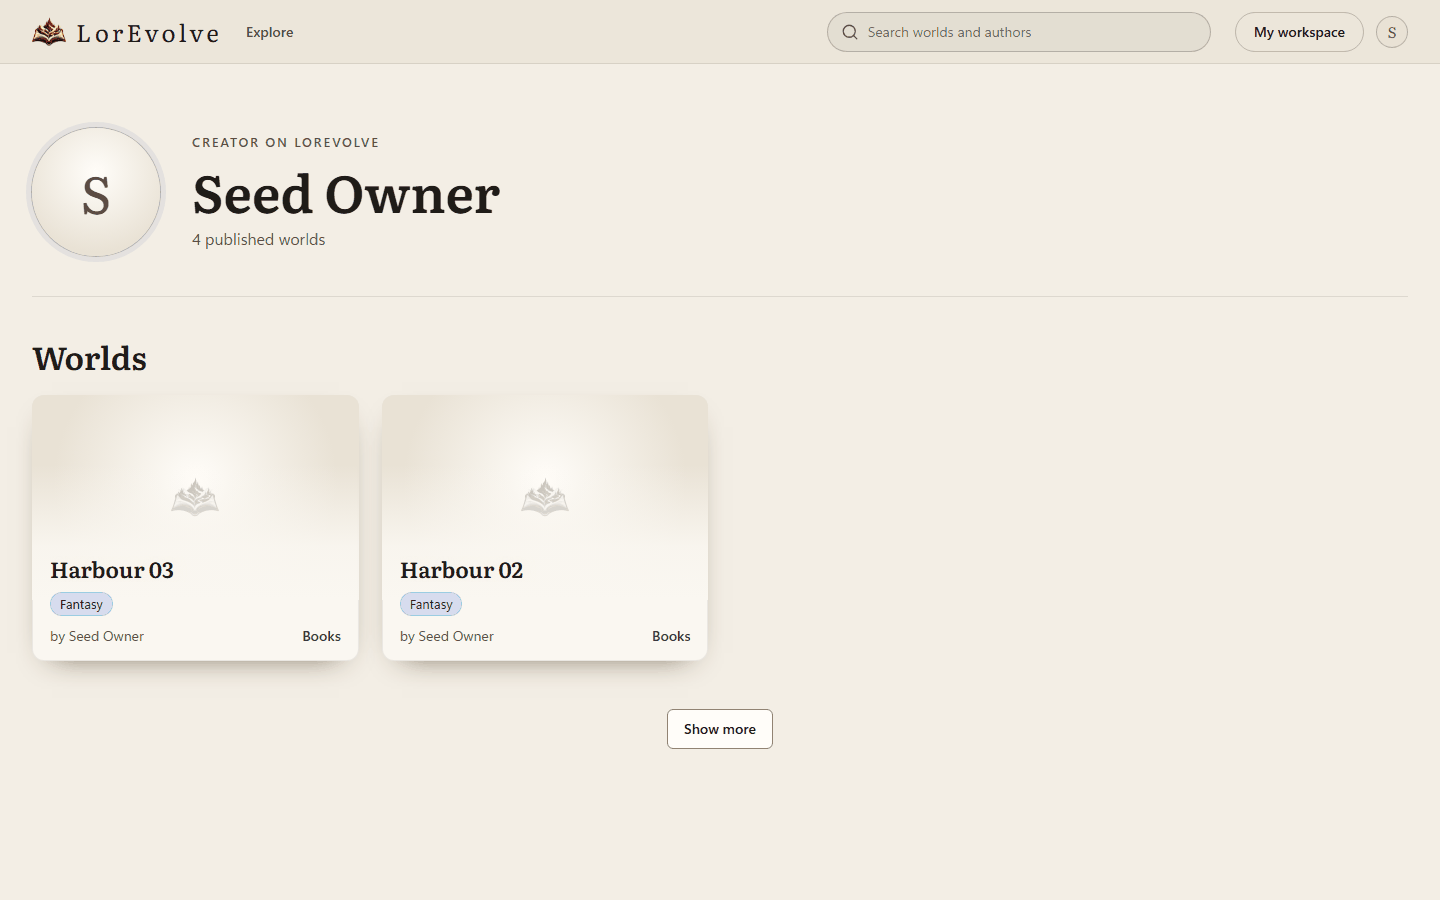 LorEvolve
Explore
Search worlds and authors
My workspace
S
S
CREATOR ON LOREVOLVE
Seed Owner
4 published worlds
Worlds
Harbour 03
Fantasy
by Seed Owner
Books
Harbour 02
Fantasy
by Seed Owner
Books
Show more